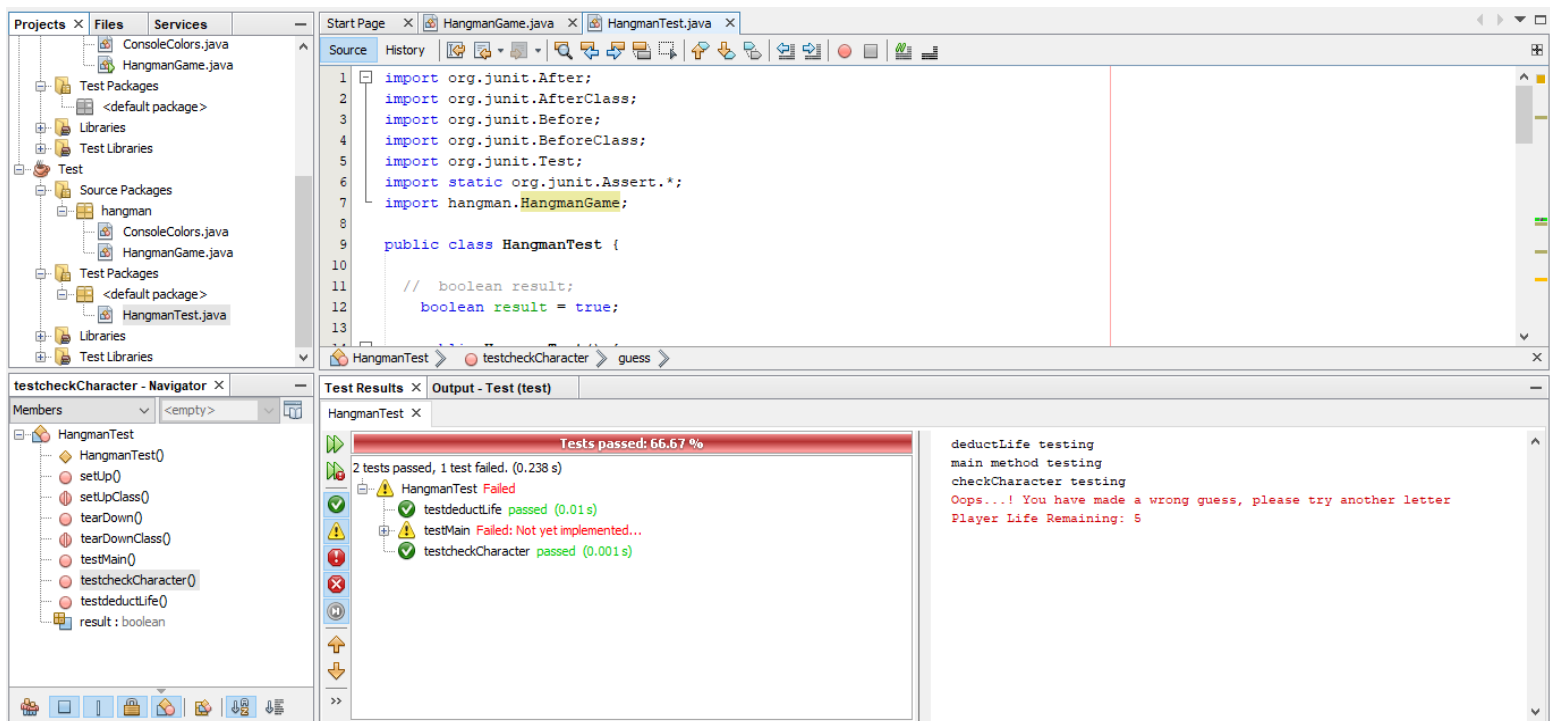 Projects Files Services
ConsoleColors.java
HangmanGame.java
Test Packages
<default package>
Libraries
Test Libraries
Test
Source Packages
hangman
ConsoleColors.java
HangmanGame.java
Test Packages
<default package>
HangmanTest.java
Libraries
Test Libraries
Start Page HangmanGame.java HangmanTest.java
Source History
1 import org.junit.After;
2 import org.junit.AfterClass;
3 import org.junit.Before;
4 import org.junit.BeforeClass;
5 import org.junit.Test;
6 import static org.junit.Assert.*;
7 import hangman.HangmanGame;
8
9 public class HangmanTest {
10
11 // boolean result;
12 boolean result = true;
13
HangmanTest testcheckCharacter guess
testcheckCharacter - Navigator
Members <empty>
HangmanTest
HangmanTest()
setUp()
setUpClass()
tearDown()
tearDownClass()
testMain()
testcheckCharacter()
testdeductLife()
result : boolean
Test Results Output - Test (test)
HangmanTest
Tests passed: 66.67 %
2 tests passed, 1 test failed. (0.238 s)
HangmanTest Failed
testdeductLife passed (0.01 s)
testMain Failed: Not yet implemented...
testcheckCharacter passed (0.001 s)
deductLife testing
main method testing
checkCharacter testing
Oops...! You have made a wrong guess, please try another letter
Player Life Remaining: 5